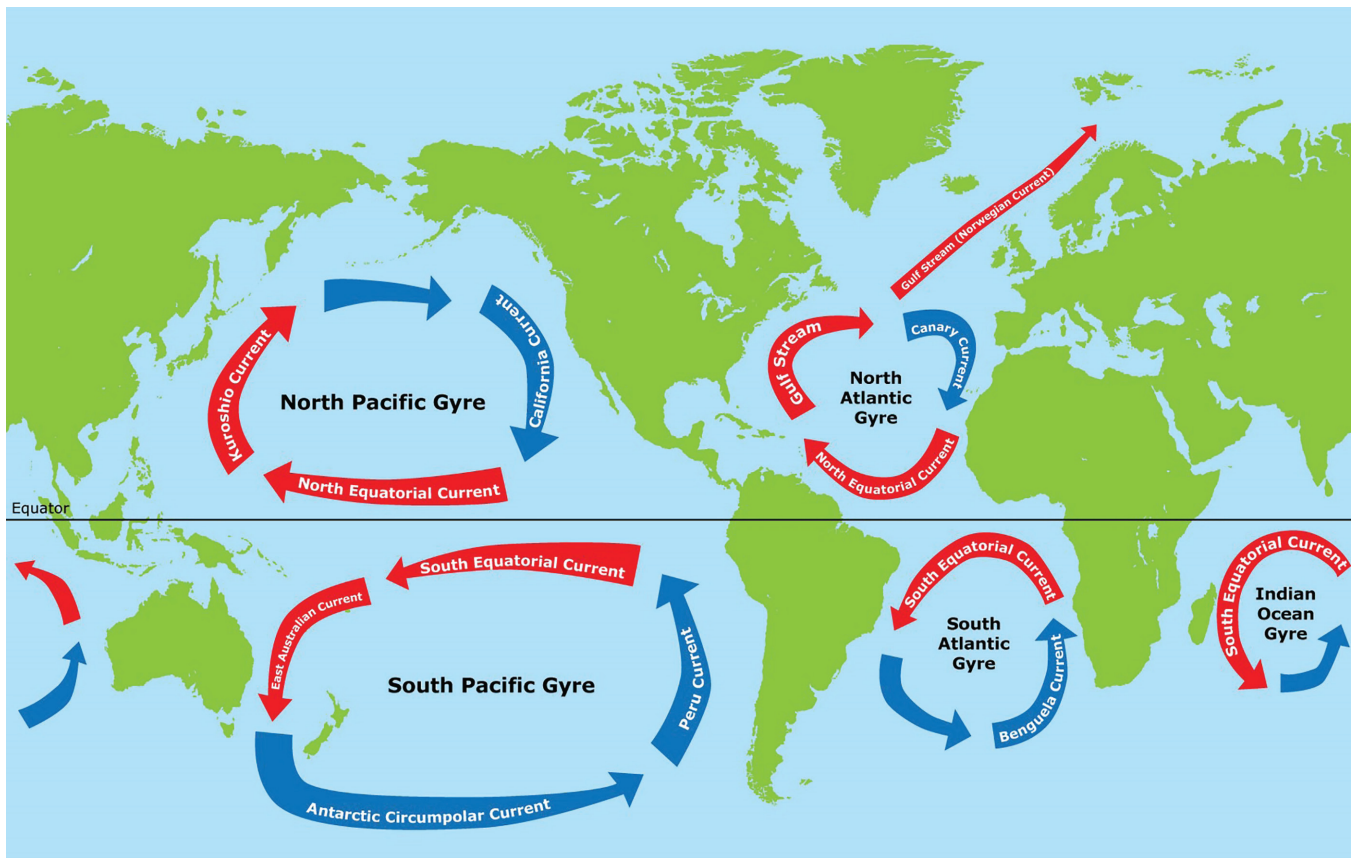 Gulf Stream (Norwegian Current)
California Current
Kuroshio Current
North Pacific Gyre
North Equatorial Current
Gulf Stream
Canary Current
North
Atlantic
Gyre
North Equatorial Current
Equator
South Equatorial Current
East Australian Current
South Pacific Gyre
Peru Current
Antarctic Circumpolar Current
South Equatorial Current
South
Atlantic
Gyre
Benguela Current
South Equatorial Current
Indian
Ocean
Gyre